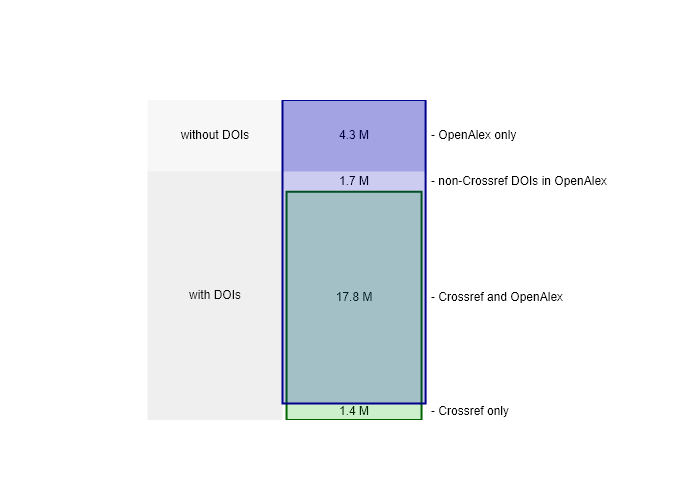 without DOIs 4.3 M - OpenAlex only
1.7 M - non-Crossref DOIs in OpenAlex
with DOIs 17.8 M - Crossref and OpenAlex
1.4 M - Crossref only